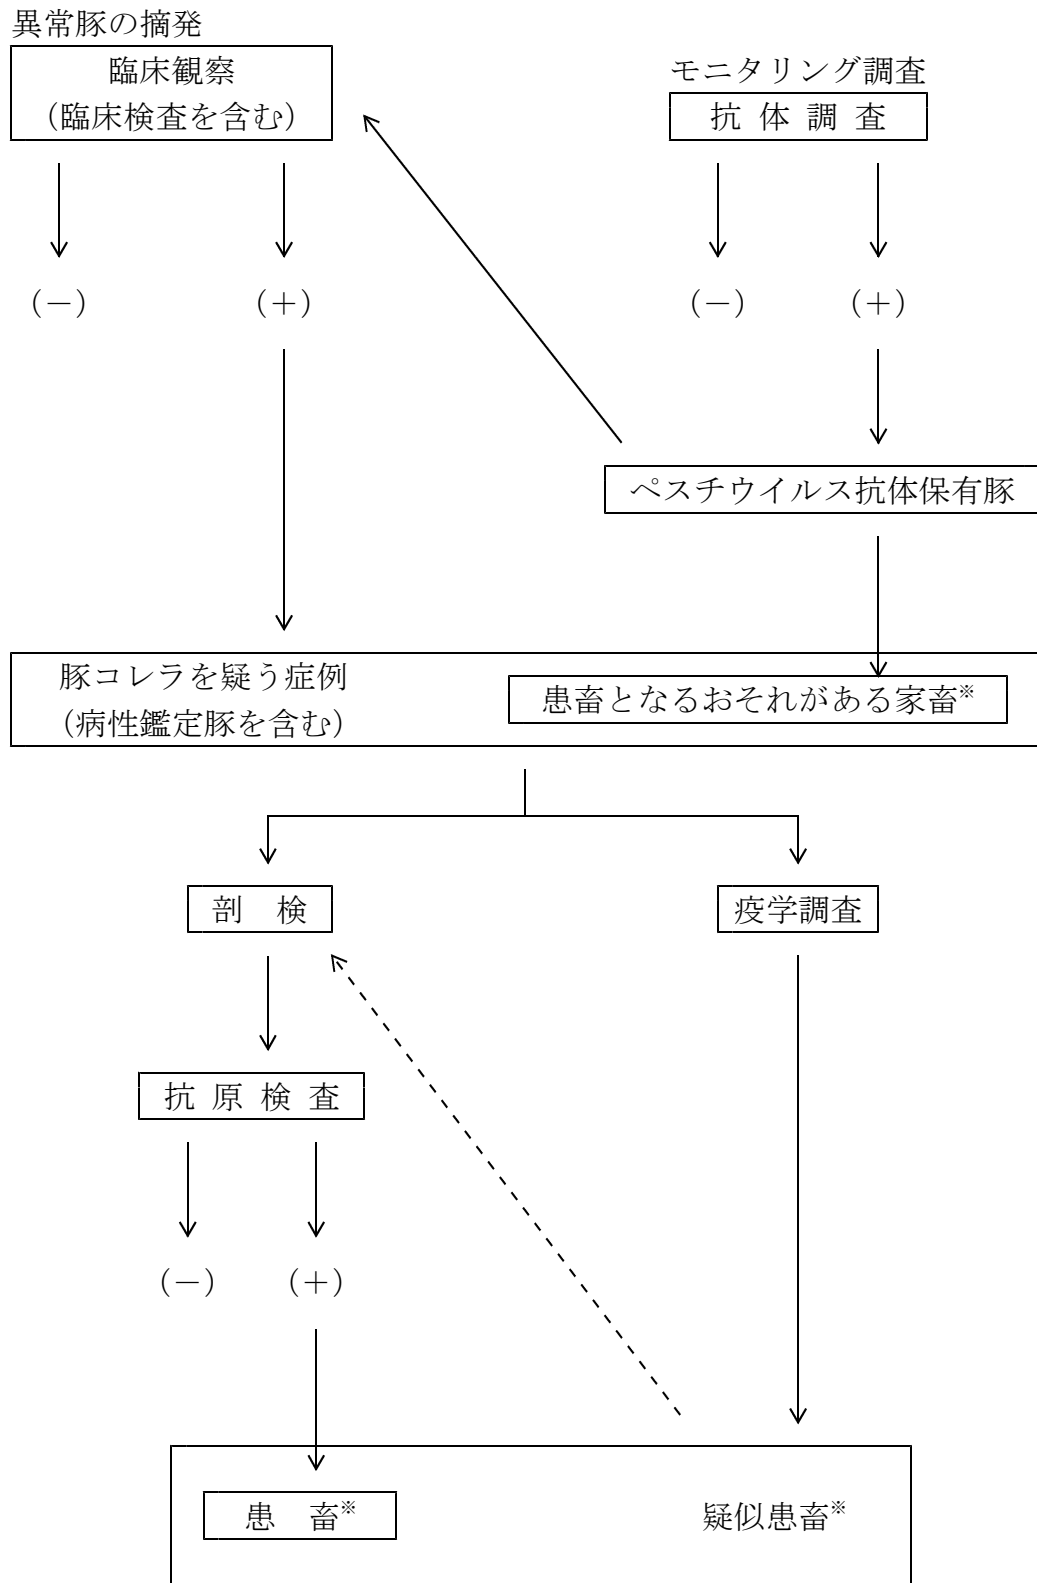 異常豚の摘発
臨床観察
(臨床検査を含む)
モニタリング調査
抗 体 調 査
(-) (+)
(-) (+)
ペスチウイルス抗体保有豚
豚コレラを疑う症例
(病性鑑定豚を含む)
患畜となるおそれがある家畜※
剖 検
疫学調査
抗 原 検 査
(-) (+)
患 畜※
疑似患畜※